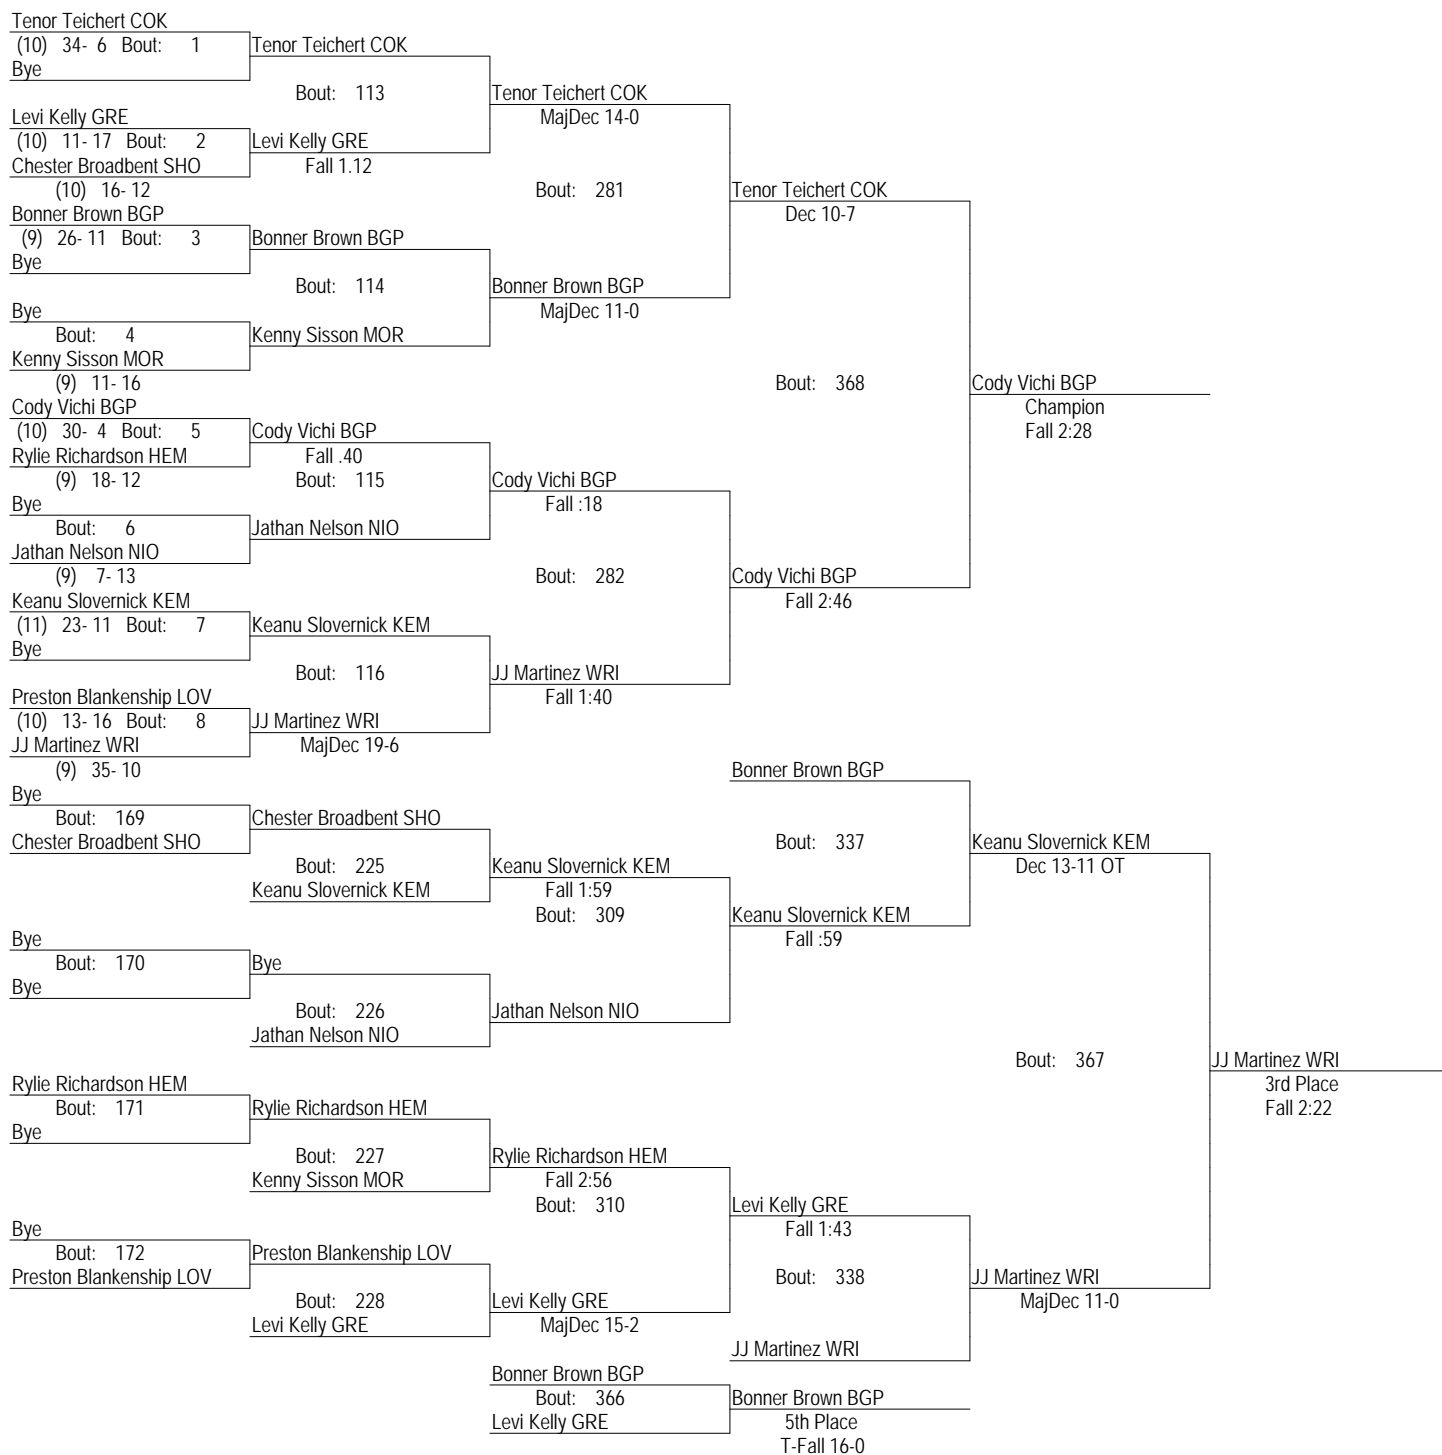 Tenor Teichert COK
(10) 34- 6 Bout: 1 Tenor Teichert COK
Bye
Bout: 113 Tenor Teichert COK
Levi Kelly GRE MajDec 14-0
(10) 11- 17 Bout: 2 Levi Kelly GRE
Chester Broadbent SHO Fall 1.12
(10) 16- 12 Bout: 281 Tenor Teichert COK
Bonner Brown BGP Dec 10-7
(9) 26- 11 Bout: 3 Bonner Brown BGP
Bye
Bout: 114 Bonner Brown BGP
Bye MajDec 11-0
Bout: 4 Kenny Sisson MOR
Kenny Sisson MOR
(9) 11- 16 Bout: 368 Cody Vichi BGP
Cody Vichi BGP Champion
(10) 30- 4 Bout: 5 Cody Vichi BGP Fall 2:28
Rylie Richardson HEM Fall .40
(9) 18- 12 Bout: 115 Cody Vichi BGP
Bye Fall :18
Bout: 6 Jathan Nelson NIO
Jathan Nelson NIO
(9) 7- 13 Bout: 282 Cody Vichi BGP
Keanu Slovernick KEM Fall 2:46
(11) 23- 11 Bout: 7 Keanu Slovernick KEM
Bye
Bout: 116 JJ Martinez WRI
Preston Blankenship LOV Fall 1:40
(10) 13- 16 Bout: 8 JJ Martinez WRI
JJ Martinez WRI MajDec 19-6
(9) 35- 10 Bonner Brown BGP
Bye
Bout: 169 Chester Broadbent SHO
Chester Broadbent SHO Bout: 337 Keanu Slovernick KEM
Bout: 225 Keanu Slovernick KEM Dec 13-11 OT
Keanu Slovernick KEM Fall 1:59
Bout: 309 Keanu Slovernick KEM
Bye Fall :59
Bout: 170 Bye
Bye
Bout: 226 Jathan Nelson NIO
Jathan Nelson NIO
Bout: 367 JJ Martinez WRI
Rylie Richardson HEM 3rd Place
Bout: 171 Rylie Richardson HEM Fall 2:22
Bye
Bout: 227 Rylie Richardson HEM
Kenny Sisson MOR Fall 2:56
Bout: 310 Levi Kelly GRE
Bye Fall 1:43
Bout: 172 Preston Blankenship LOV
Preston Blankenship LOV Bout: 338 JJ Martinez WRI
Bout: 228 Levi Kelly GRE MajDec 11-0
Levi Kelly GRE MajDec 15-2
JJ Martinez WRI
Bonner Brown BGP
Bout: 366 Bonner Brown BGP
Levi Kelly GRE 5th Place
T-Fall 16-0